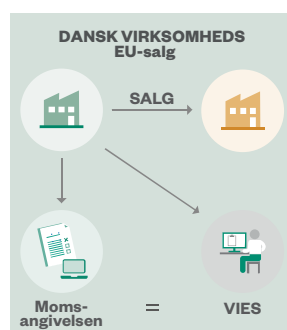 DANSK VIRKSOMHEDS
EU-salg
SALG
Moms-
angivelsen
=
VIES